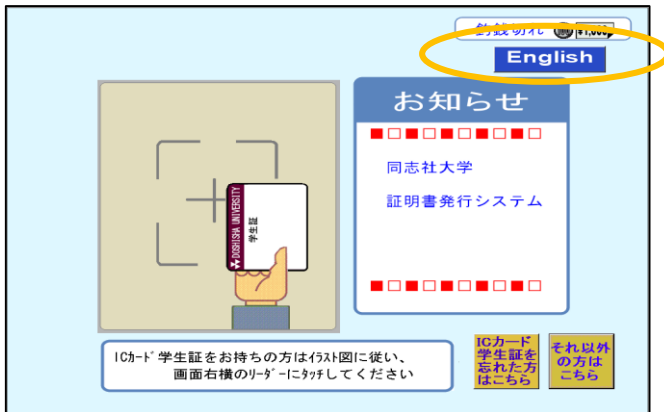 釣銭切れ ¥1,000
English
お知らせ
■□■□■□■□■□
同志社大学
証明書発行システム
■□■□■□■□■□
DOSHISHA UNIVERSITY
学生証
ICカード学生証をお持ちの方はイラスト図に従い、
画面右横のリーダーにタッチしてください
ICカード
学生証を
忘れた方
はこちら
それ以外
の方は
こちら